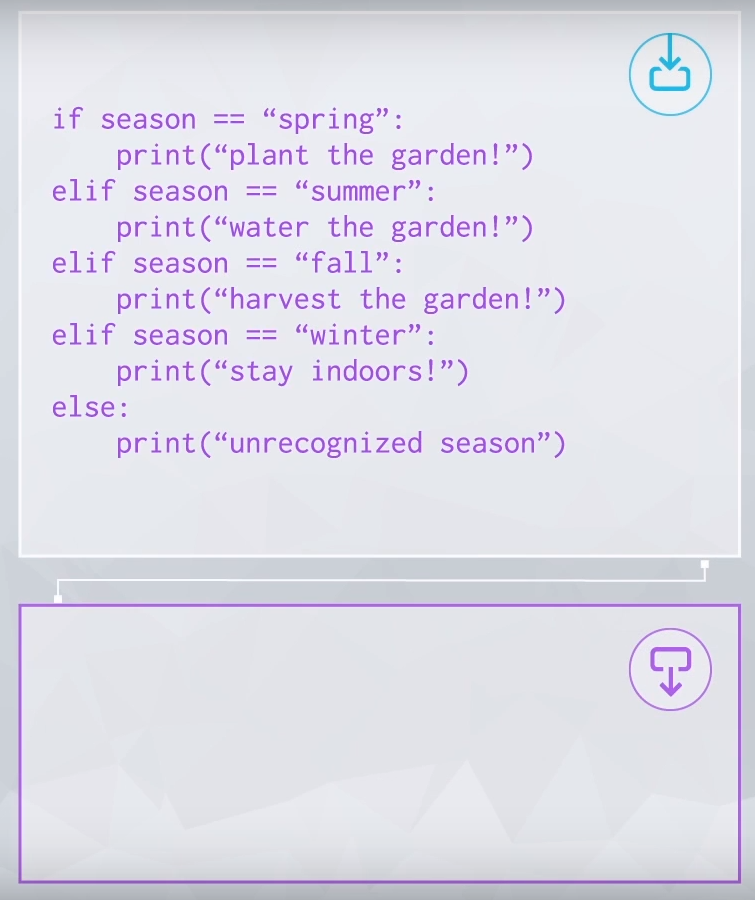 if season == “spring”:
    print(“plant the garden!”)
elif season == “summer”:
    print(“water the garden!”)
elif season == “fall”:
    print(“harvest the garden!”)
elif season == “winter”:
    print(“stay indoors!”)
else:
    print(“unrecognized season”)